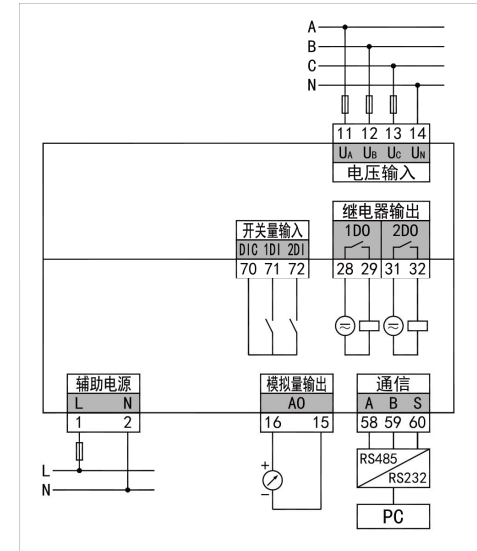 A
B
C
N
11 12 13 14
UA UB UC UN
电压输入
继电器输出
1DO 2DO
28 29 31 32
开关量输入
DIC 1DI 2DI
70 71 72
辅助电源
L N
1 2
L
N
模拟量输出
AO
16 15
+
-
通信
A B S
58 59 60
RS485
RS232
PC